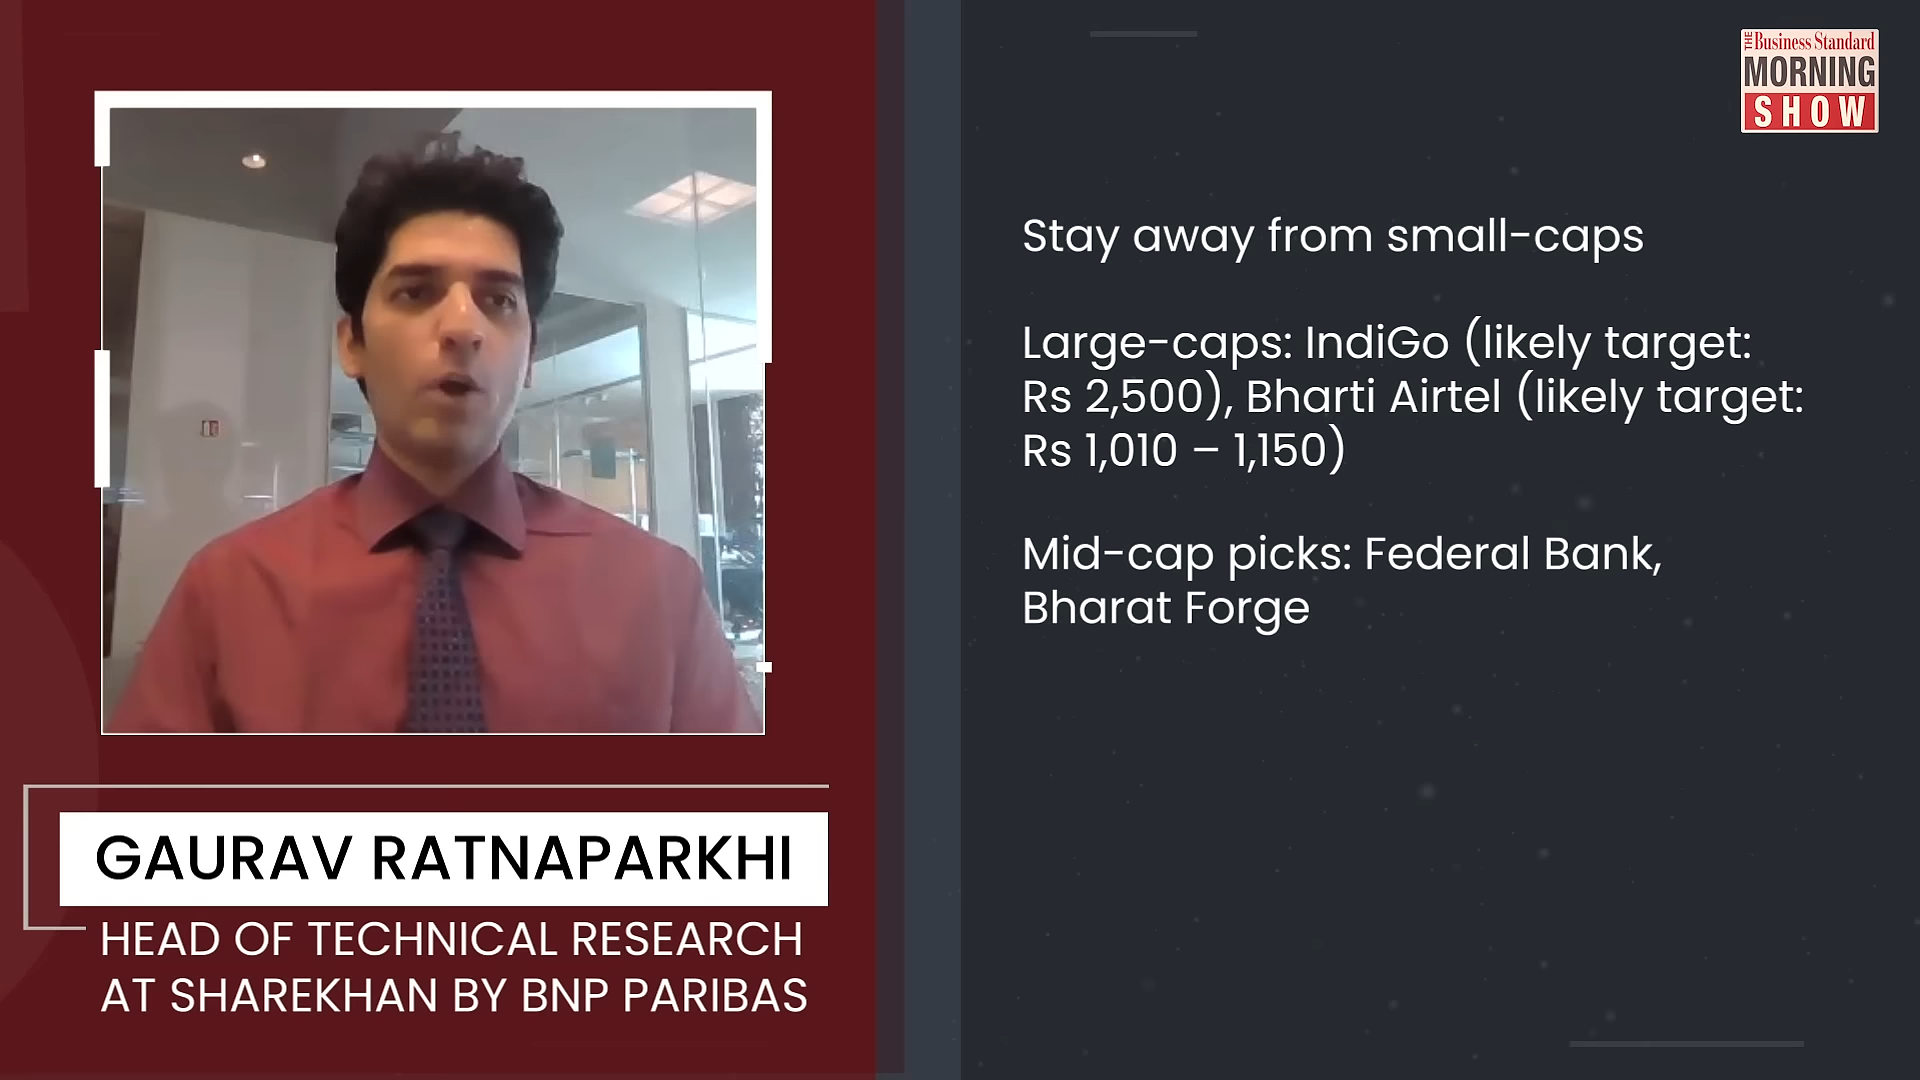 THE Business Standard
MORNING
SHOW
Stay away from small-caps
Large-caps: IndiGo (likely target:
Rs 2,500), Bharti Airtel (likely target:
Rs 1,010 – 1,150)
Mid-cap picks: Federal Bank,
Bharat Forge
GAURAV RATNAPARKHI
HEAD OF TECHNICAL RESEARCH
AT SHAREKHAN BY BNP PARIBAS